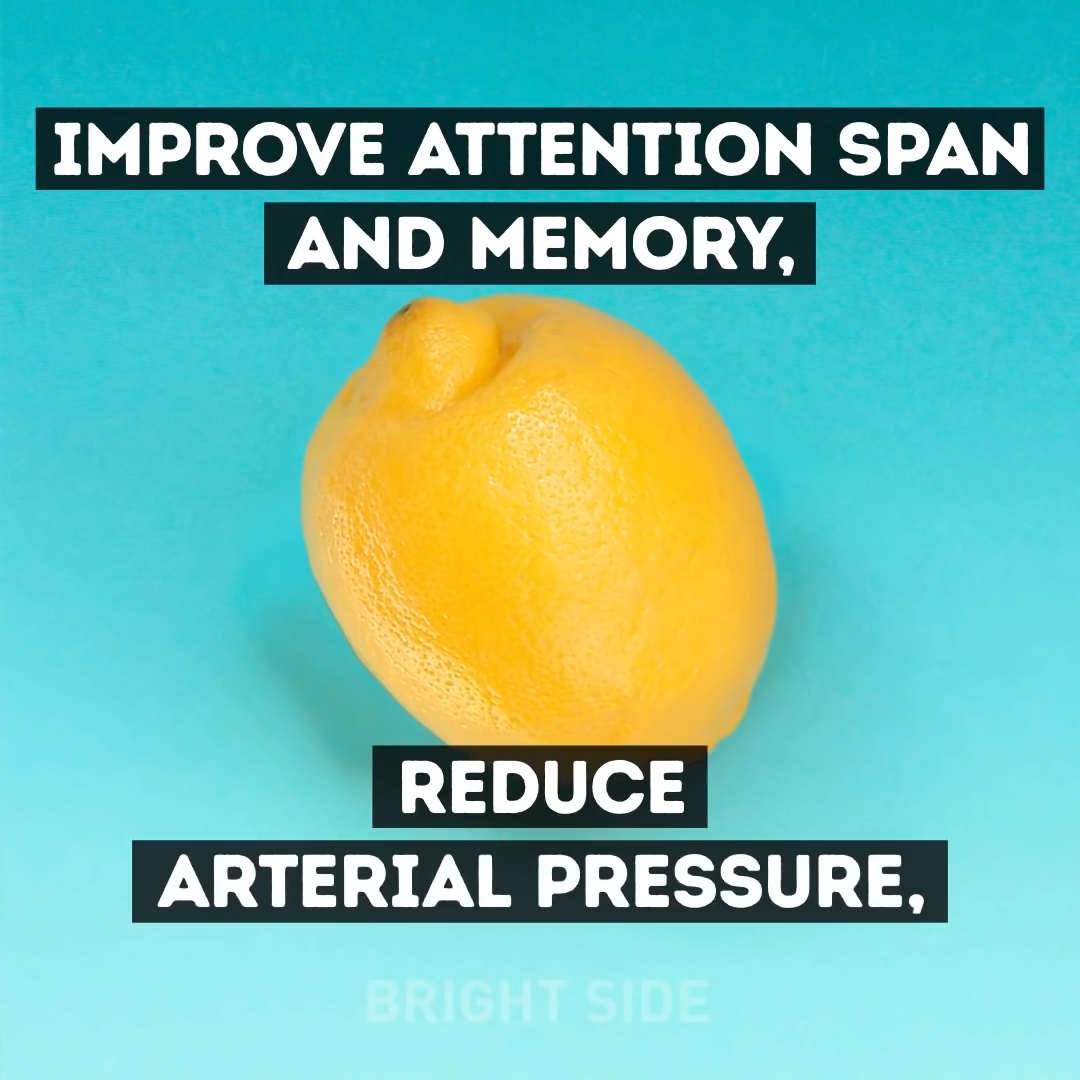 IMPROVE ATTENTION SPAN
AND MEMORY,
REDUCE
ARTERIAL PRESSURE,
BRIGHT SIDE